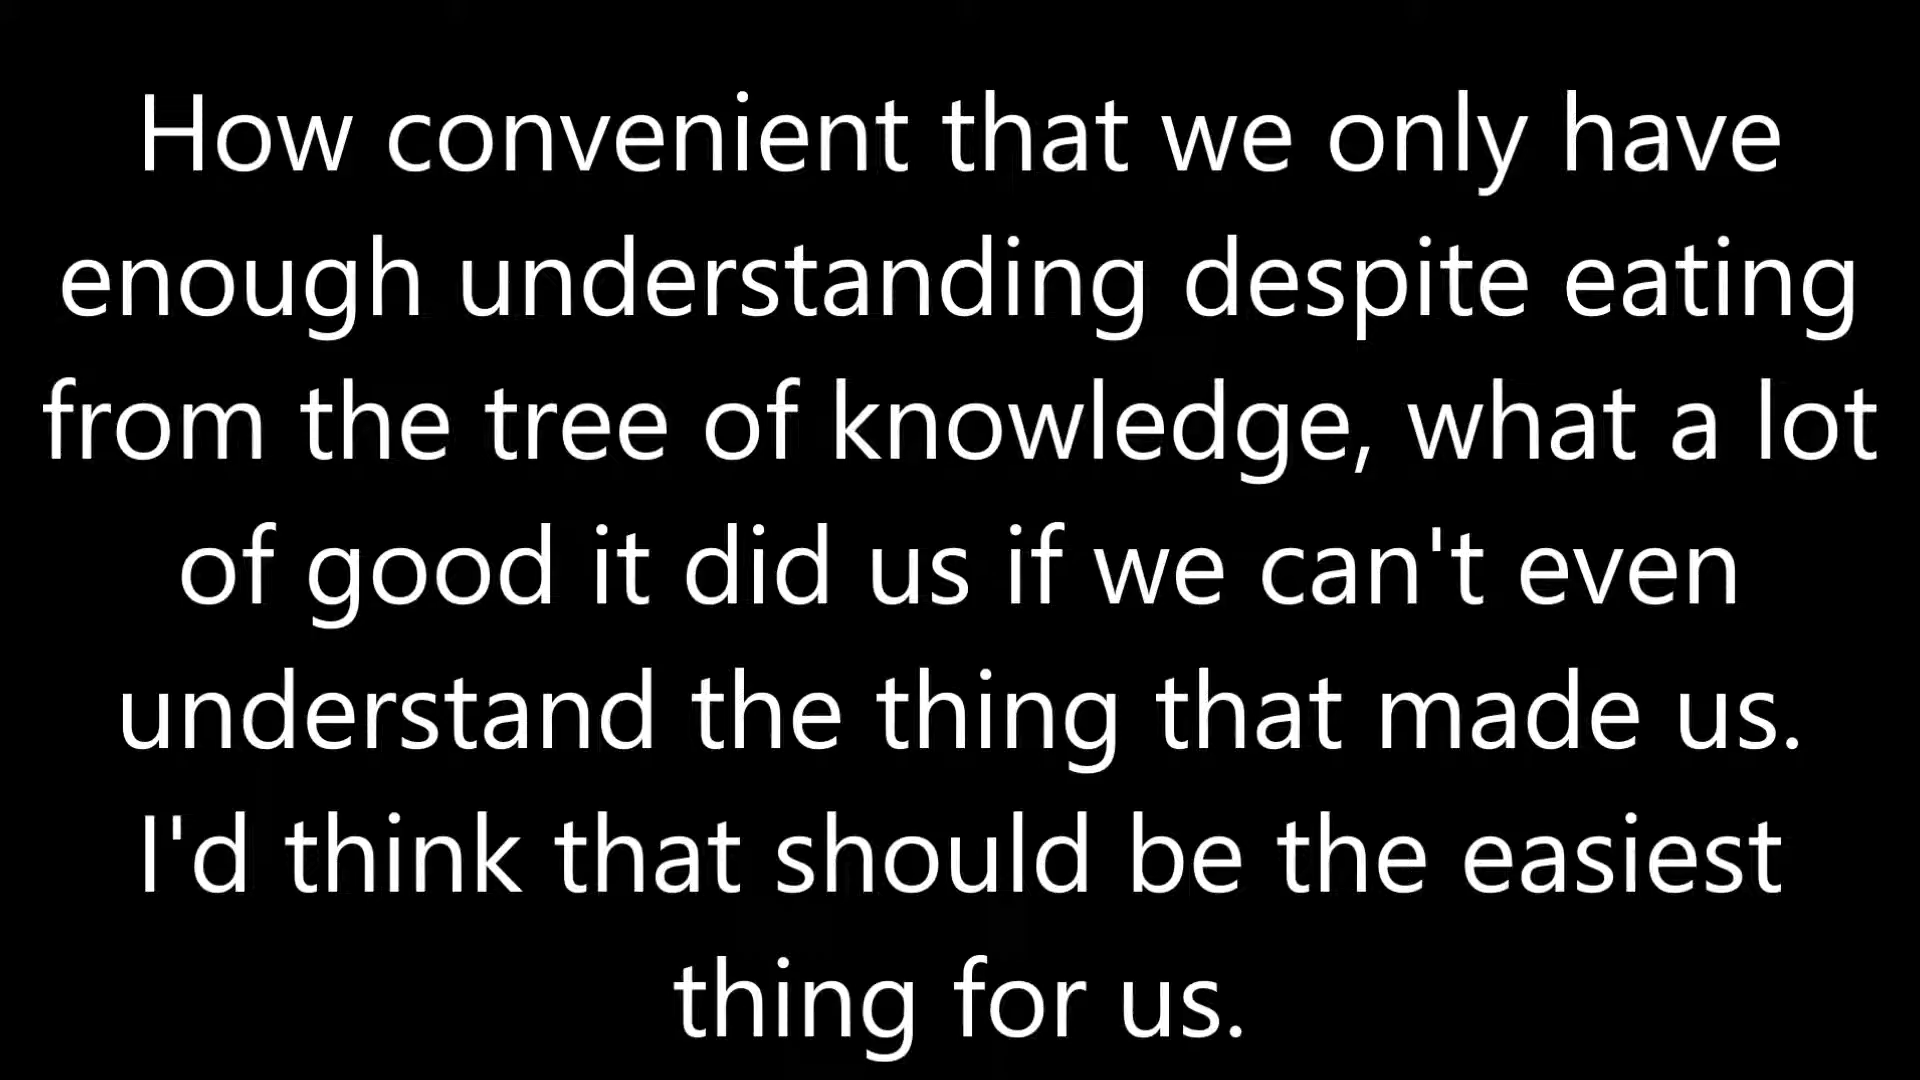 How convenient that we only have
enough understanding despite eating
from the tree of knowledge, what a lot
of good it did us if we can't even
understand the thing that made us.
I'd think that should be the easiest
thing for us.